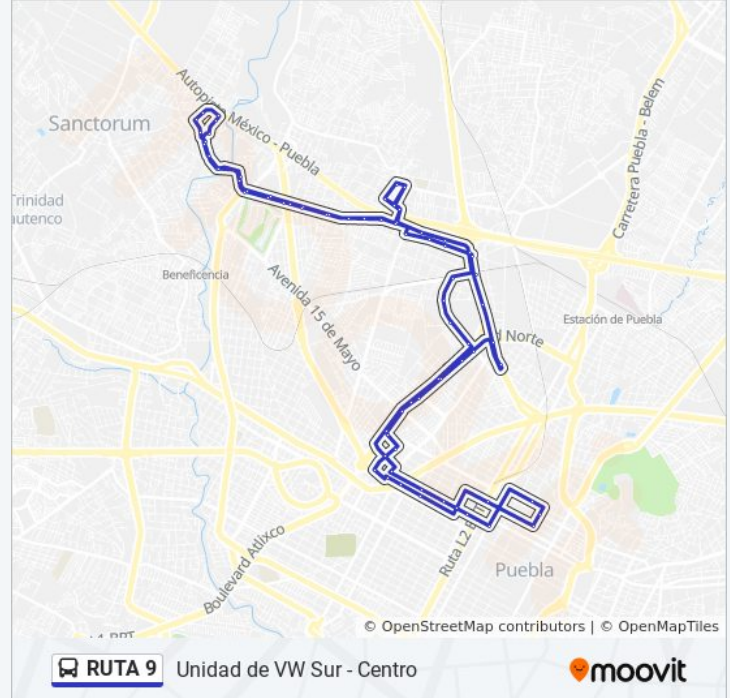 Autopista México - Puebla
Sanctorum
Carretera Puebla - Belem
Trinidad
Beneficencia
Avenida 15 de Mayo
Estación de Puebla
Norte
Ruta L2
Boulevard Atlixco
Puebla
© OpenStreetMap contributors | © OpenMapTiles
RUTA 9 Unidad de VW Sur - Centro
moovit